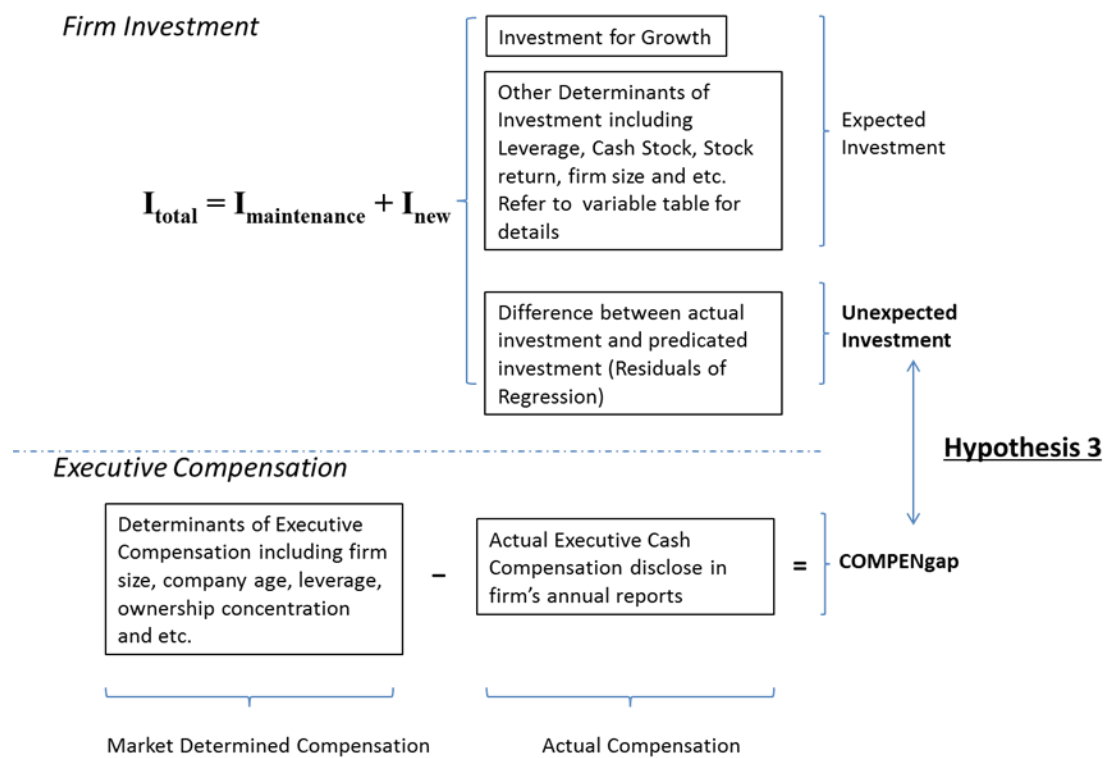 Firm Investment
Investment for Growth
Other Determinants of
Investment including
Leverage, Cash Stock, Stock
return, firm size and etc.
Refer to variable table for
details
Expected
Investment
I_total = I_maintenance + I_new
Difference between actual
investment and predicated
investment (Residuals of
Regression)
Unexpected
Investment
Hypothesis 3
Executive Compensation
Determinants of Executive
Compensation including firm
size, company age, leverage,
ownership concentration
and etc.
–
Actual Executive Cash
Compensation disclose in
firm's annual reports
=
COMPENgap
Market Determined Compensation
Actual Compensation